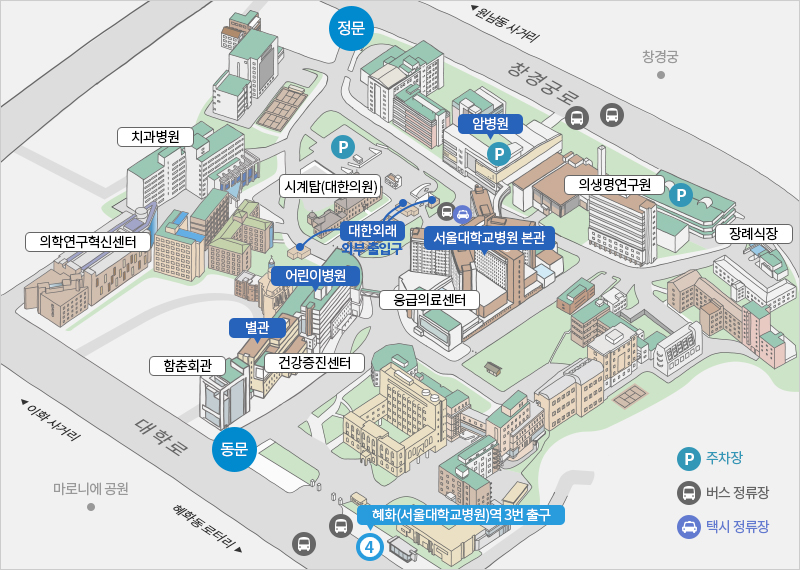 정문
원남동 사거리
창경궁
창경궁로
암병원
P
치과병원
P
시계탑(대한의원)
의생명연구원
P
의학연구혁신센터
대한외래
외부 출입구
서울대학교병원 본관
장례식장
어린이병원
응급의료센터
별관
함춘회관
건강증진센터
이화 사거리
대학로
동문
마로니에 공원
혜화동 로터리
혜화(서울대학교병원)역 3번 출구
4
P 주차장
버스 정류장
택시 정류장